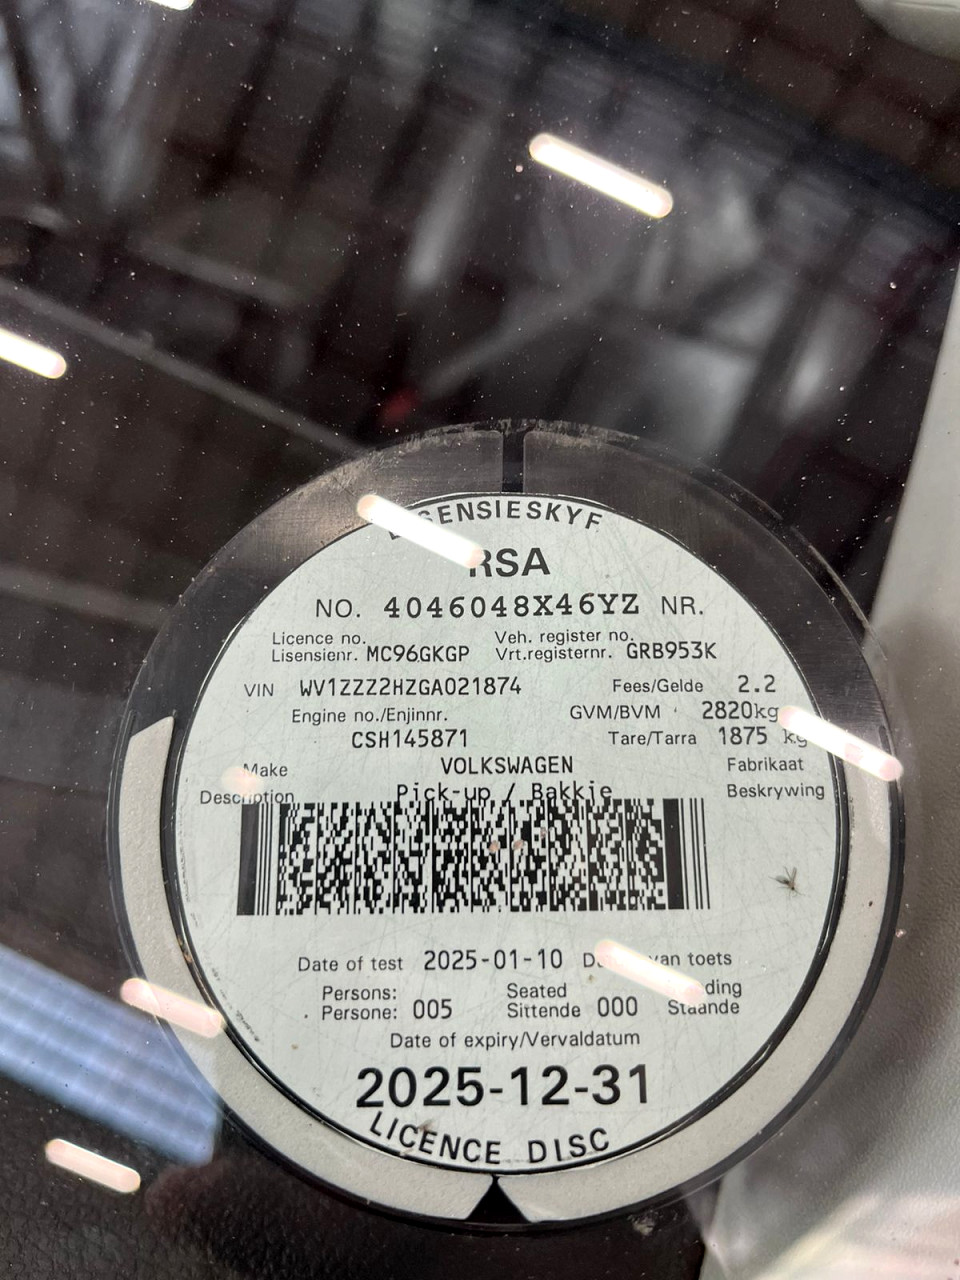 RSA
NO. 4046048X46YZ NR.
Licence no. Veh. register no.
Lisensienr. MC96GKGP Vrt.registernr. GRB953K
VIN WV1ZZZ2HZGA021874 Fees/Gelde 2.2
Engine no./Enjinnr. GVM/BVM 2820kg
CSH145871 Tare/Tarra 1875 kg
Make VOLKSWAGEN Fabrikaat
Description Pick-up / Bakkie Beskrywing
Date of test 2025-01-10 van toets
Persons: Seated
Persone: 005 Sittende 000 Staande
Date of expiry/Vervaldatum
2025-12-31
LICENCE DISC